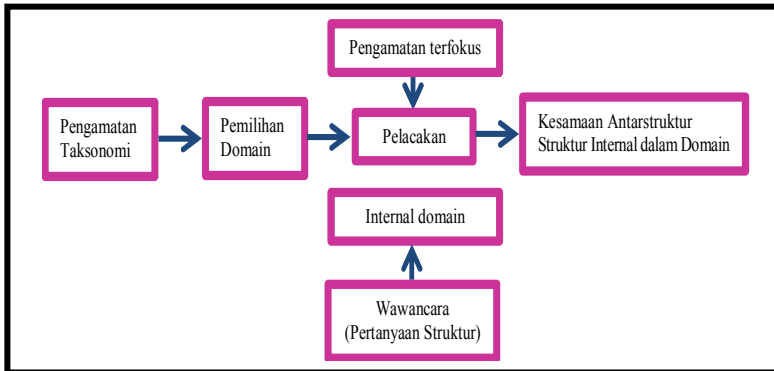 Pengamatan terfokus
Pengamatan
Taksonomi
Pemilihan
Domain
Pelacakan
Kesamaan Antarstruktur
Struktur Internal dalam Domain
Internal domain
Wawancara
(Pertanyaan Struktur)